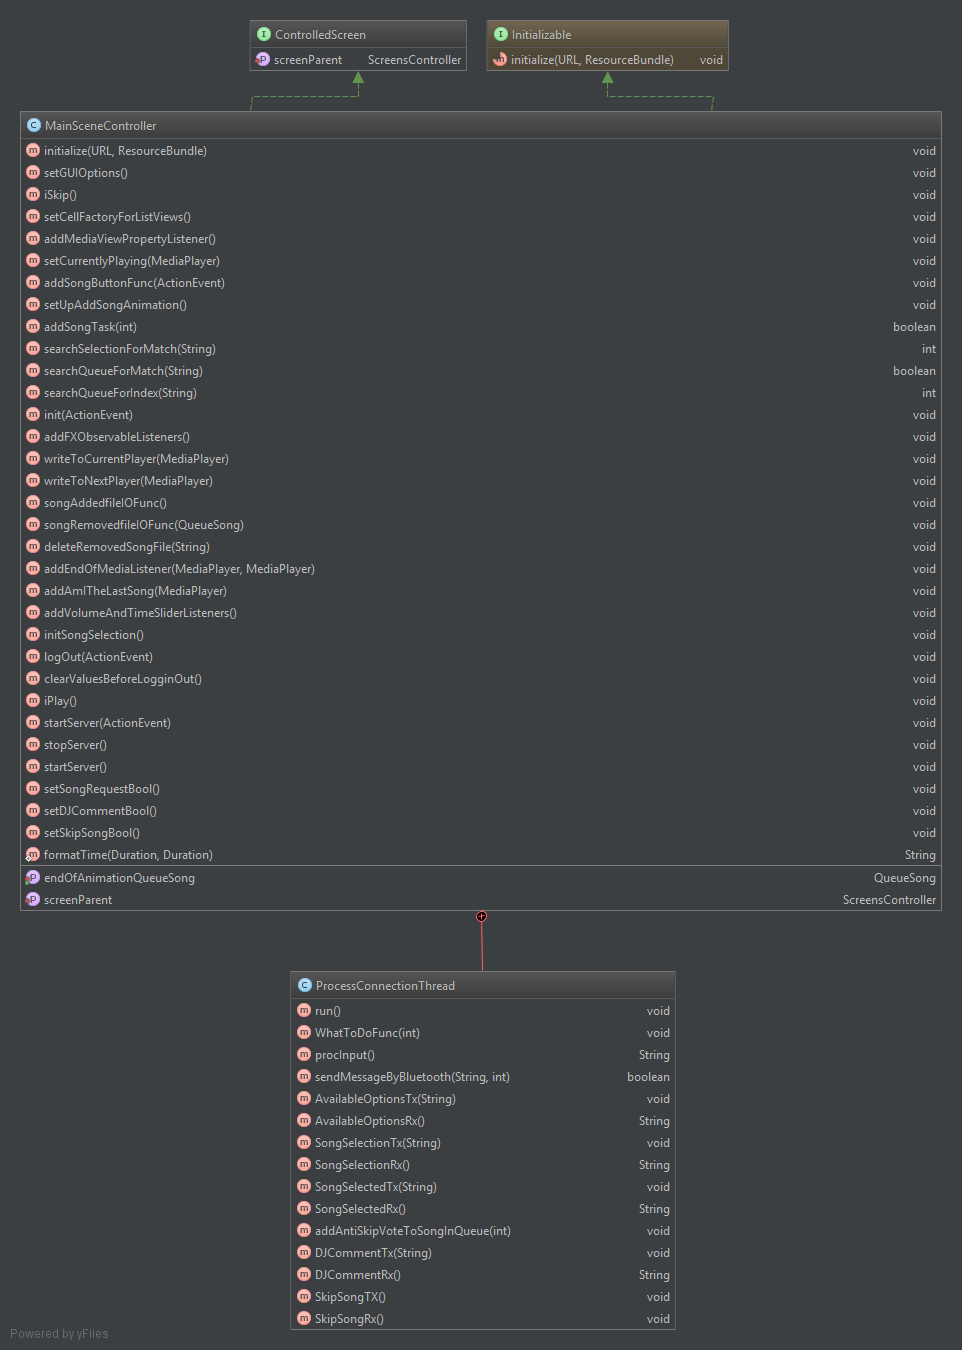 ControlledScreen
screenParent ScreensController
Initializable
initialize(URL, ResourceBundle) void
MainSceneController
initialize(URL, ResourceBundle) void
setGUIOptions() void
iSkip() void
setCellFactoryForListViews() void
addMediaViewPropertyListener() void
setCurrentlyPlaying(MediaPlayer) void
addSongButtonFunc(ActionEvent) void
setUpAddSongAnimation() void
addSongTask(int) boolean
searchSelectionForMatch(String) int
searchQueueForMatch(String) boolean
searchQueueForIndex(String) int
init(ActionEvent) void
addFXObservableListeners() void
writeToCurrentPlayer(MediaPlayer) void
writeToNextPlayer(MediaPlayer) void
songAddedfileIOFunc() void
songRemovedfileIOFunc(QueueSong) void
deleteRemovedSongFile(String) void
addEndOfMediaListener(MediaPlayer, MediaPlayer) void
addAmITheLastSong(MediaPlayer) void
addVolumeAndTimeSliderListeners() void
initSongSelection() void
logOut(ActionEvent) void
clearValuesBeforeLogginOut() void
iPlay() void
startServer(ActionEvent) void
stopServer() void
startServer() void
setSongRequestBool() void
setDJCommentBool() void
setSkipSongBool() void
formatTime(Duration, Duration) String
endOfAnimationQueueSong QueueSong
screenParent ScreensController
ProcessConnectionThread
run() void
WhatToDoFunc(int) void
procInput() String
sendMessageByBluetooth(String, int) boolean
AvailableOptionsTx(String) void
AvailableOptionsRx() String
SongSelectionTx(String) void
SongSelectionRx() String
SongSelectedTx(String) void
SongSelectedRx() String
addAntiSkipVoteToSongInQueue(int) void
DJCommentTx(String) void
DJCommentRx() String
SkipSongTX() void
SkipSongRx() void
Powered by yFiles